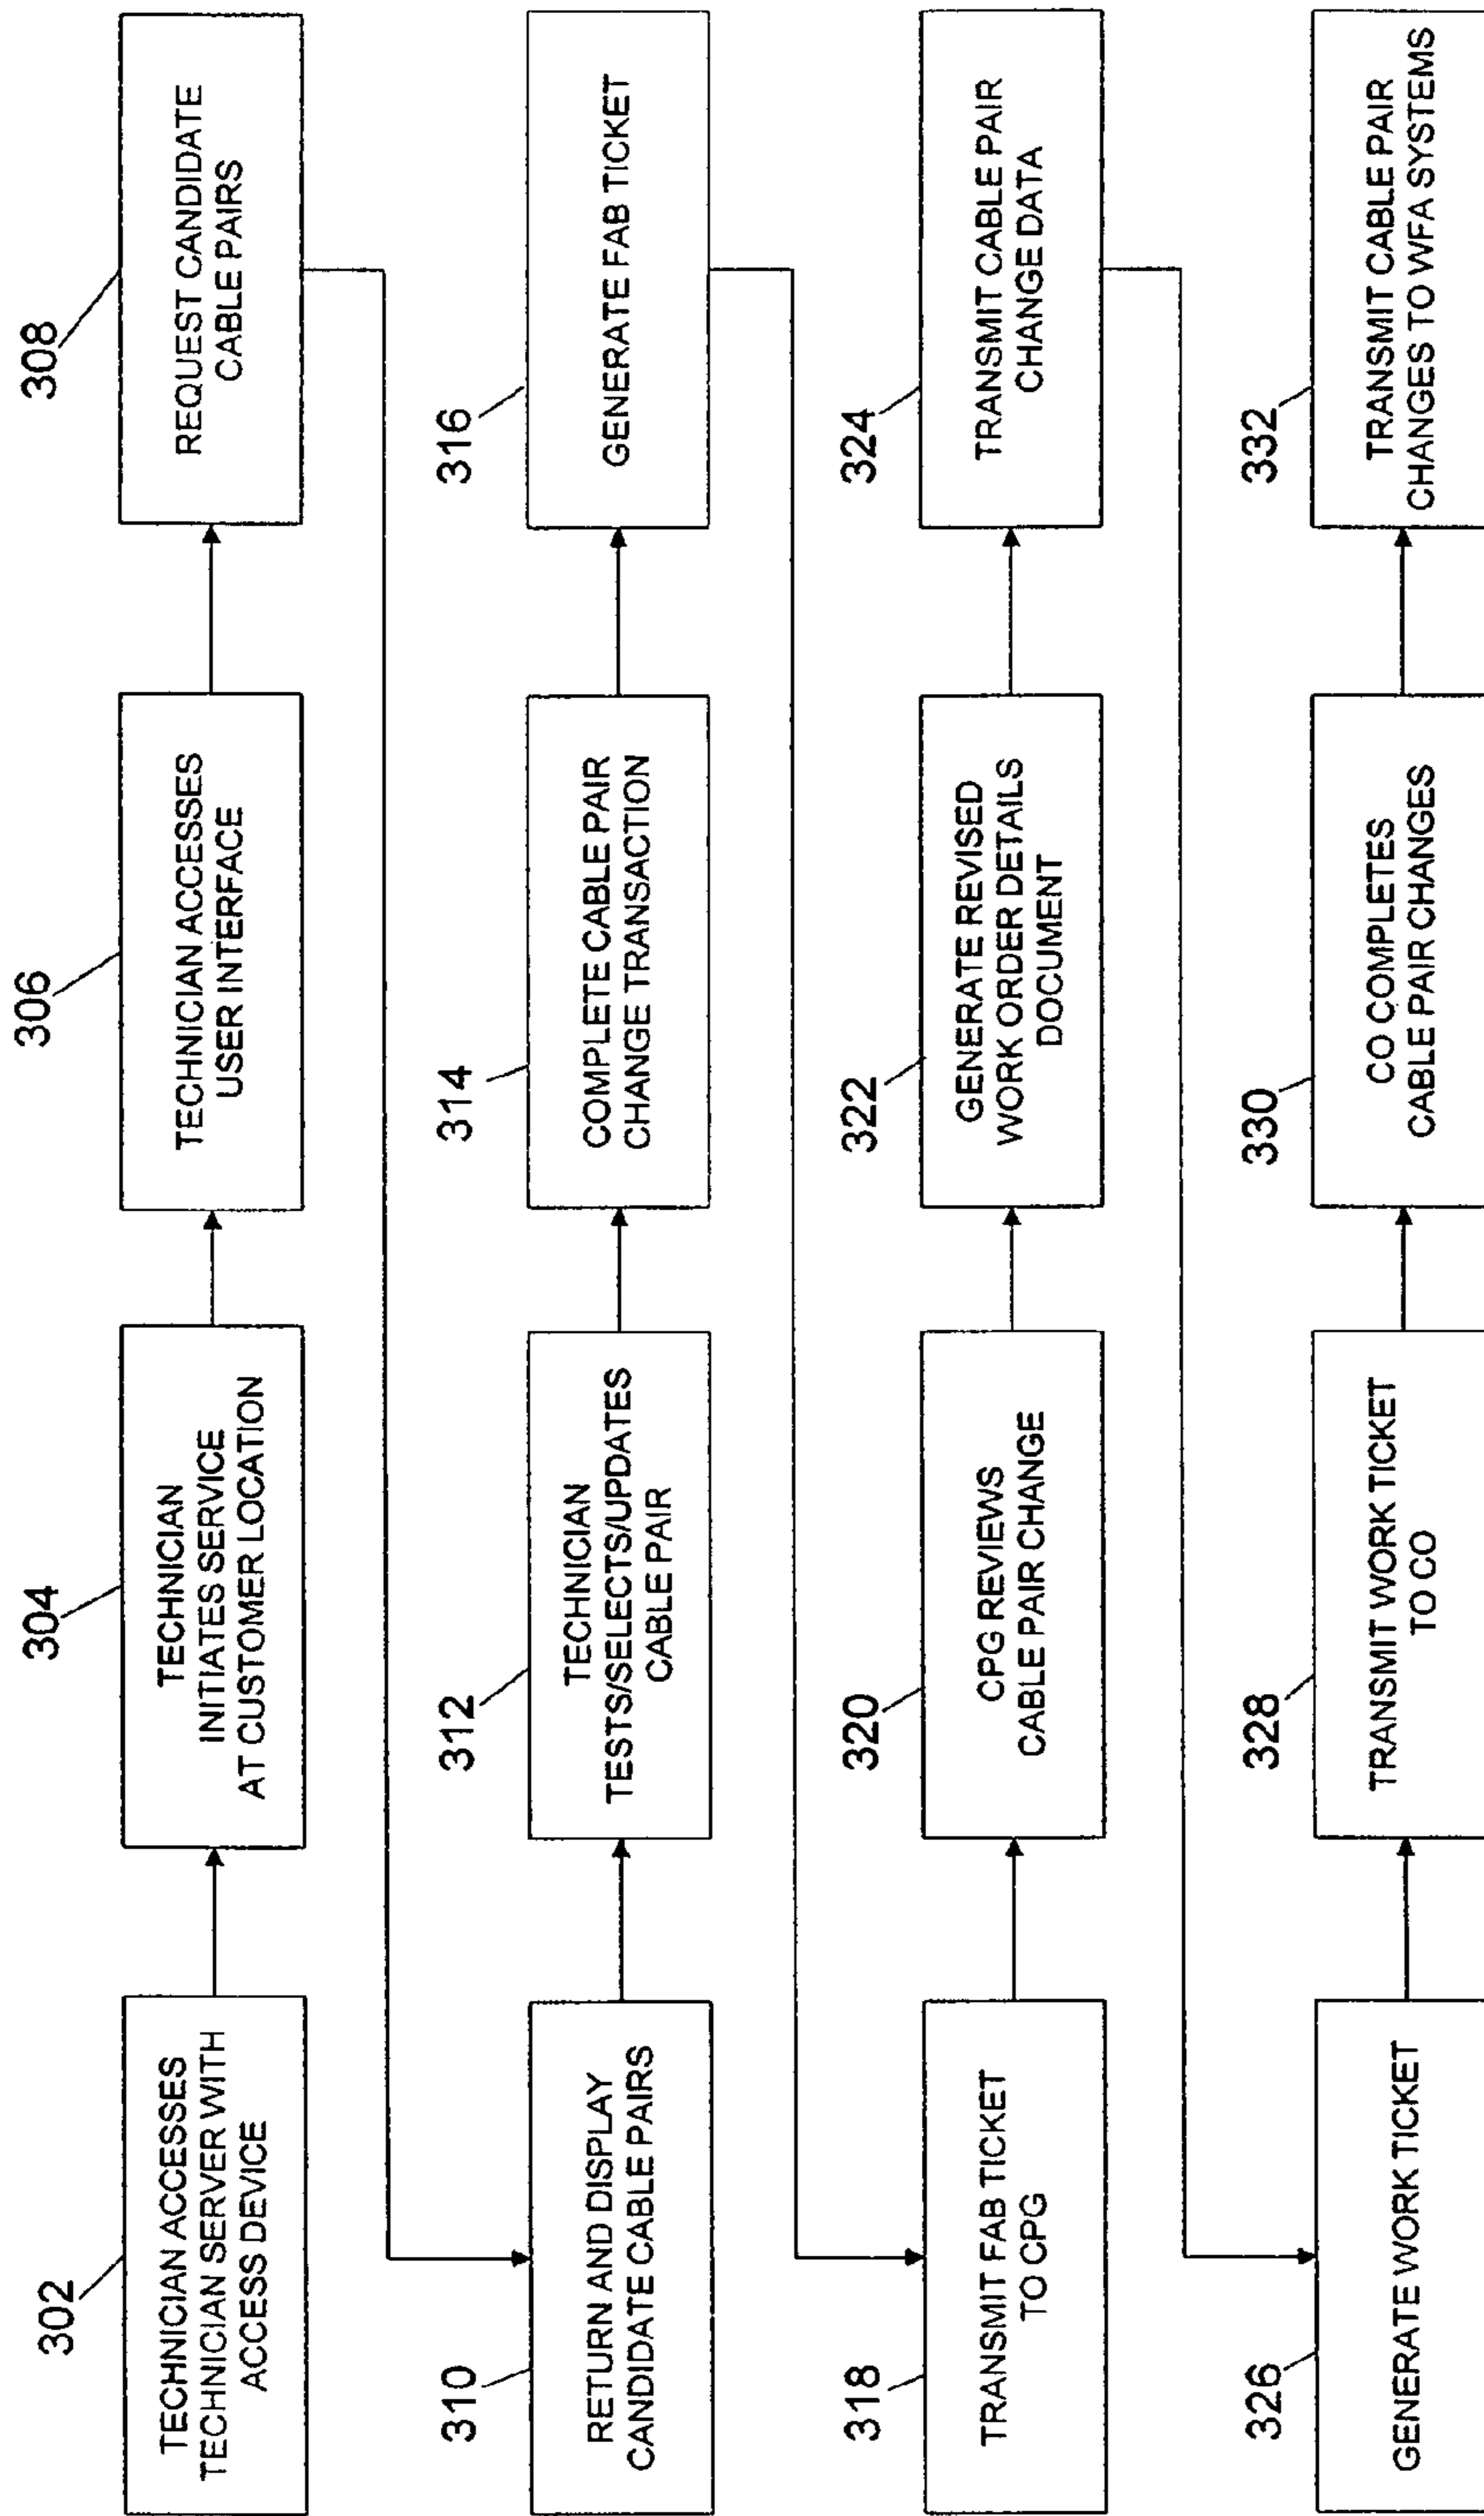 302
TECHNICIAN ACCESSES
TECHNICIAN SERVER WITH
ACCESS DEVICE
304
TECHNICIAN
INITIATES SERVICE
AT CUSTOMER LOCATION
306
TECHNICIAN ACCESSES
USER INTERFACE
308
REQUEST CANDIDATE
CABLE PAIRS
310
RETURN AND DISPLAY
CANDIDATE CABLE PAIRS
312
TECHNICIAN
TESTS/SELECTS/UPDATES
CABLE PAIR
314
COMPLETE CABLE PAIR
CHANGE TRANSACTION
316
GENERATE FAB TICKET
318
TRANSMIT FAB TICKET
TO CPG
320
CPG REVIEWS
CABLE PAIR CHANGE
322
GENERATE REVISED
WORK ORDER DETAILS
DOCUMENT
324
TRANSMIT CABLE PAIR
CHANGE DATA
326
GENERATE WORK TICKET
328
TRANSMIT WORK TICKET
TO CO
330
CO COMPLETES
CABLE PAIR CHANGES
332
TRANSMIT CABLE PAIR
CHANGES TO WFA SYSTEMS